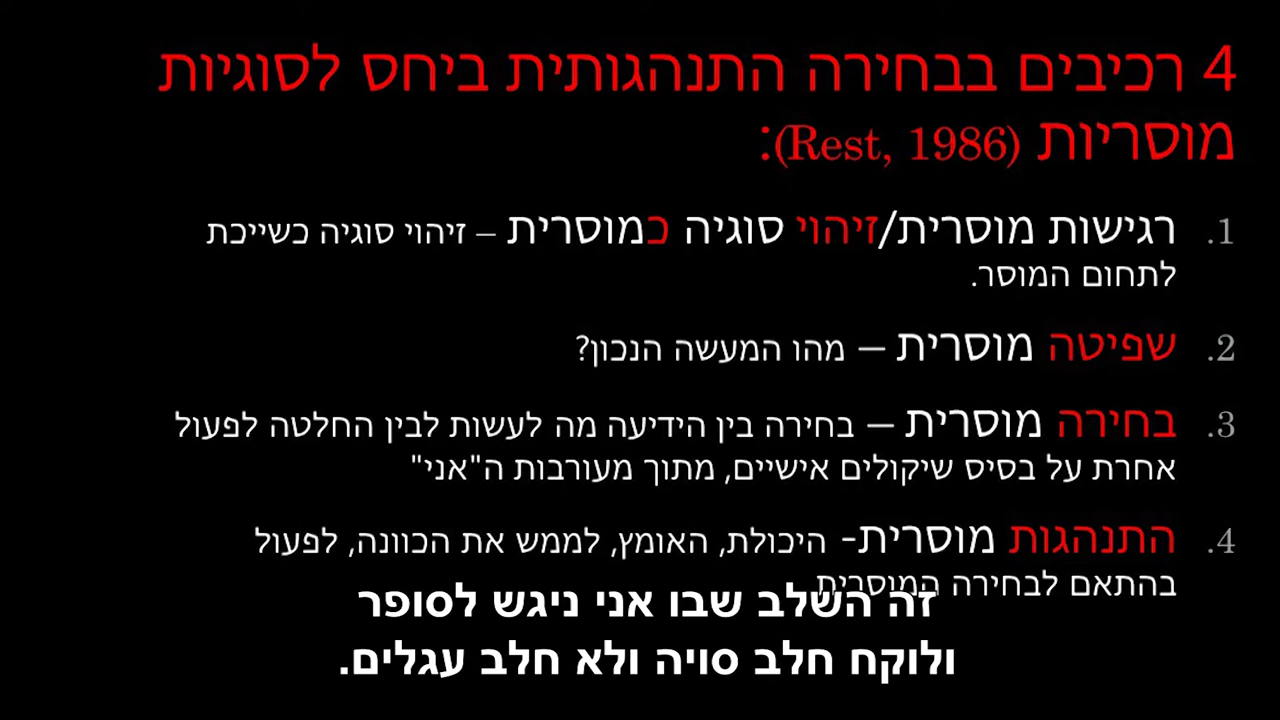 4 רכיבים בבחירה התנהגותית ביחס לסוגיות
מוסריות (Rest, 1986):
1. רגישות מוסרית/זיהוי סוגיה כמוסרית – זיהוי סוגיה כשייכת
לתחום המוסר.
2. שפיטה מוסרית – מהו המעשה הנכון?
3. בחירה מוסרית – בחירה בין הידיעה מה לעשות לבין החלטה לפעול
אחרת על בסיס שיקולים אישיים, מתוך מעורבות ה"אני"
4. התנהגות מוסרית- היכולת, האומץ, לממש את הכוונה, לפעול
בהתאם לבחירה המוסרית
זה השלב שבו אני ניגש לסופר
ולוקח חלב סויה ולא חלב עגלים.